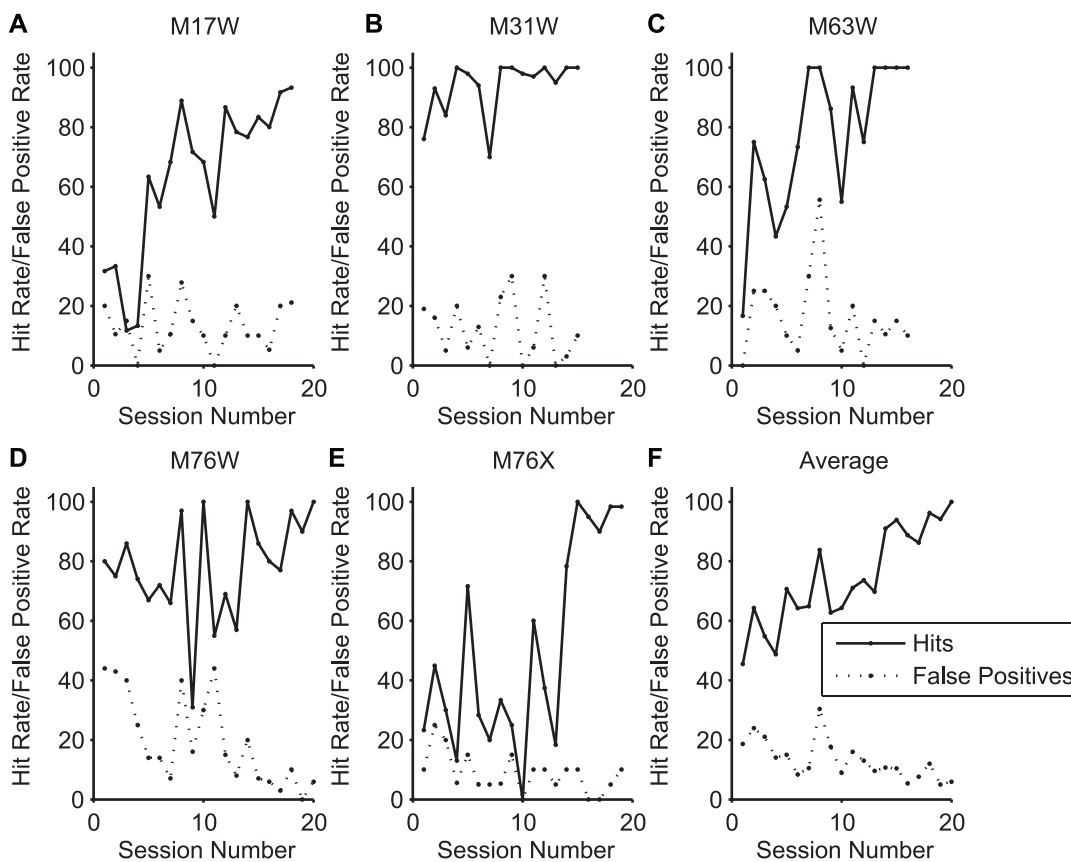 A
M17W
Hit Rate/False Positive Rate
100
80
60
40
20
0
0
10
20
Session Number
B
M31W
Hit Rate/False Positive Rate
100
80
60
40
20
0
0
10
20
Session Number
C
M63W
Hit Rate/False Positive Rate
100
80
60
40
20
0
0
10
20
Session Number
D
M76W
Hit Rate/False Positive Rate
100
80
60
40
20
0
0
10
20
Session Number
E
M76X
Hit Rate/False Positive Rate
100
80
60
40
20
0
0
10
20
Session Number
F
Average
Hit Rate/False Positive Rate
100
80
60
40
20
0
0
10
20
Session Number
Hits
False Positives